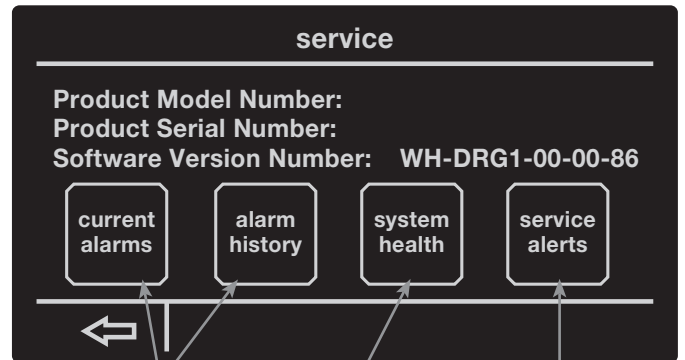 service
Product Model Number:
Product Serial Number:
Software Version Number: WH-DRG1-00-00-86
current
alarms
alarm
history
system
health
service
alerts